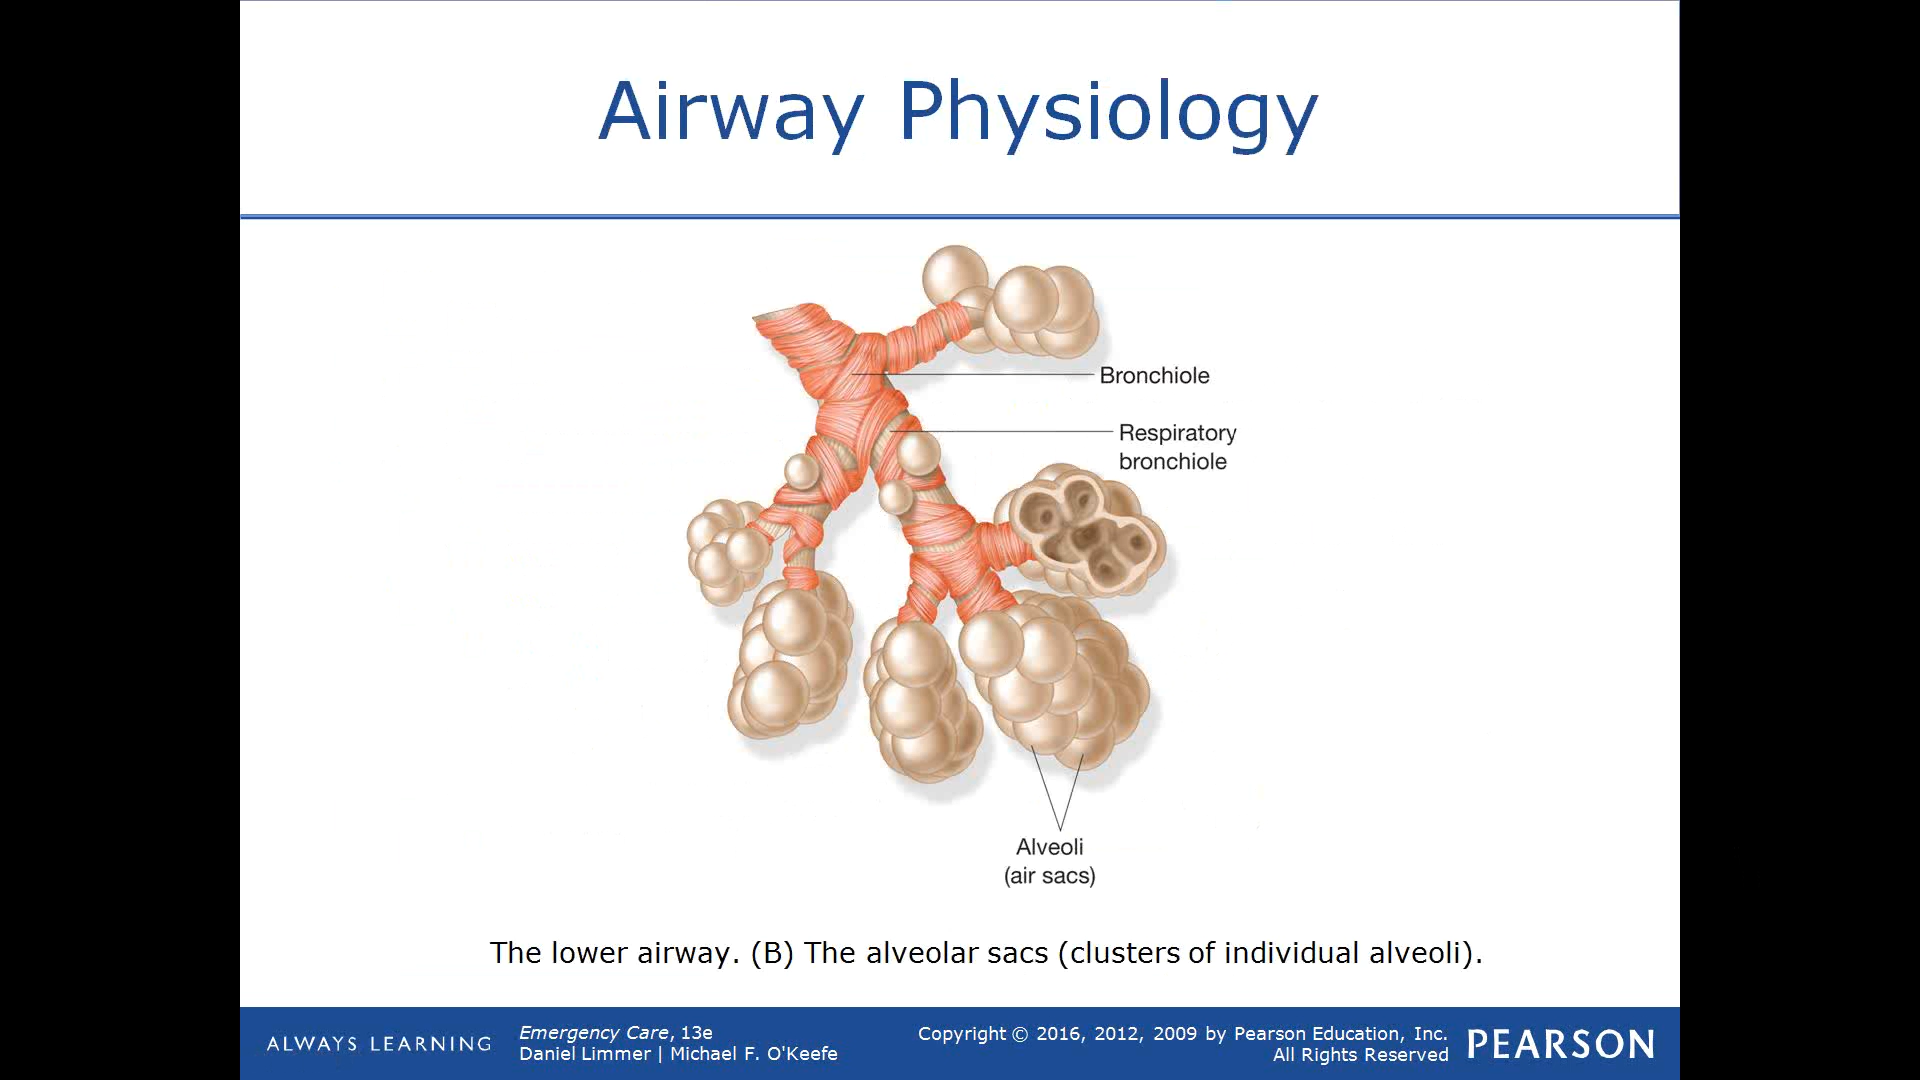 Airway Physiology
Bronchiole
Respiratory
bronchiole
Alveoli
(air sacs)
The lower airway. (B) The alveolar sacs (clusters of individual alveoli).
ALWAYS LEARNING
Emergency Care, 13e
Daniel Limmer | Michael F. O'Keefe
Copyright © 2016, 2012, 2009 by Pearson Education, Inc.
All Rights Reserved
PEARSON